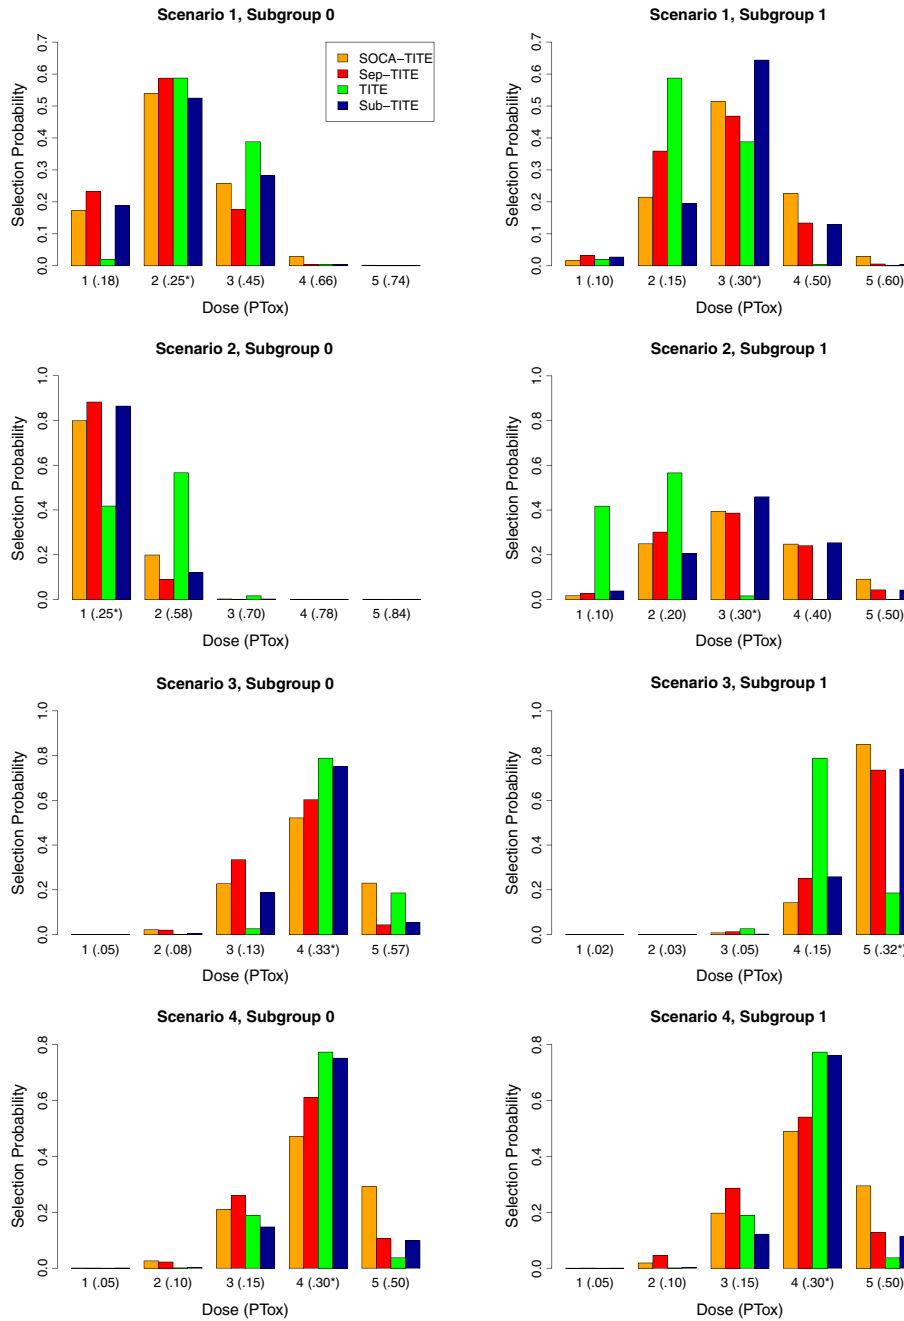 Scenario 1, Subgroup 0
Selection Probability
0.0 0.1 0.2 0.3 0.4 0.5 0.6 0.7
SOCA−TITE
Sep−TITE
TITE
Sub−TITE
1 (.18) 2 (.25*) 3 (.45) 4 (.66) 5 (.74)
Dose (PTox)
Scenario 1, Subgroup 1
Selection Probability
0.0 0.1 0.2 0.3 0.4 0.5 0.6 0.7
1 (.10) 2 (.15) 3 (.30*) 4 (.50) 5 (.60)
Dose (PTox)
Scenario 2, Subgroup 0
Selection Probability
0.0 0.2 0.4 0.6 0.8 1.0
1 (.25*) 2 (.58) 3 (.70) 4 (.78) 5 (.84)
Dose (PTox)
Scenario 2, Subgroup 1
Selection Probability
0.0 0.2 0.4 0.6 0.8 1.0
1 (.10) 2 (.20) 3 (.30*) 4 (.40) 5 (.50)
Dose (PTox)
Scenario 3, Subgroup 0
Selection Probability
0.0 0.2 0.4 0.6 0.8 1.0
1 (.05) 2 (.08) 3 (.13) 4 (.33*) 5 (.57)
Dose (PTox)
Scenario 3, Subgroup 1
Selection Probability
0.0 0.2 0.4 0.6 0.8 1.0
1 (.02) 2 (.03) 3 (.05) 4 (.15) 5 (.32*)
Dose (PTox)
Scenario 4, Subgroup 0
Selection Probability
0.0 0.2 0.4 0.6 0.8
1 (.05) 2 (.10) 3 (.15) 4 (.30*) 5 (.50)
Dose (PTox)
Scenario 4, Subgroup 1
Selection Probability
0.0 0.2 0.4 0.6 0.8
1 (.05) 2 (.10) 3 (.15) 4 (.30*) 5 (.50)
Dose (PTox)